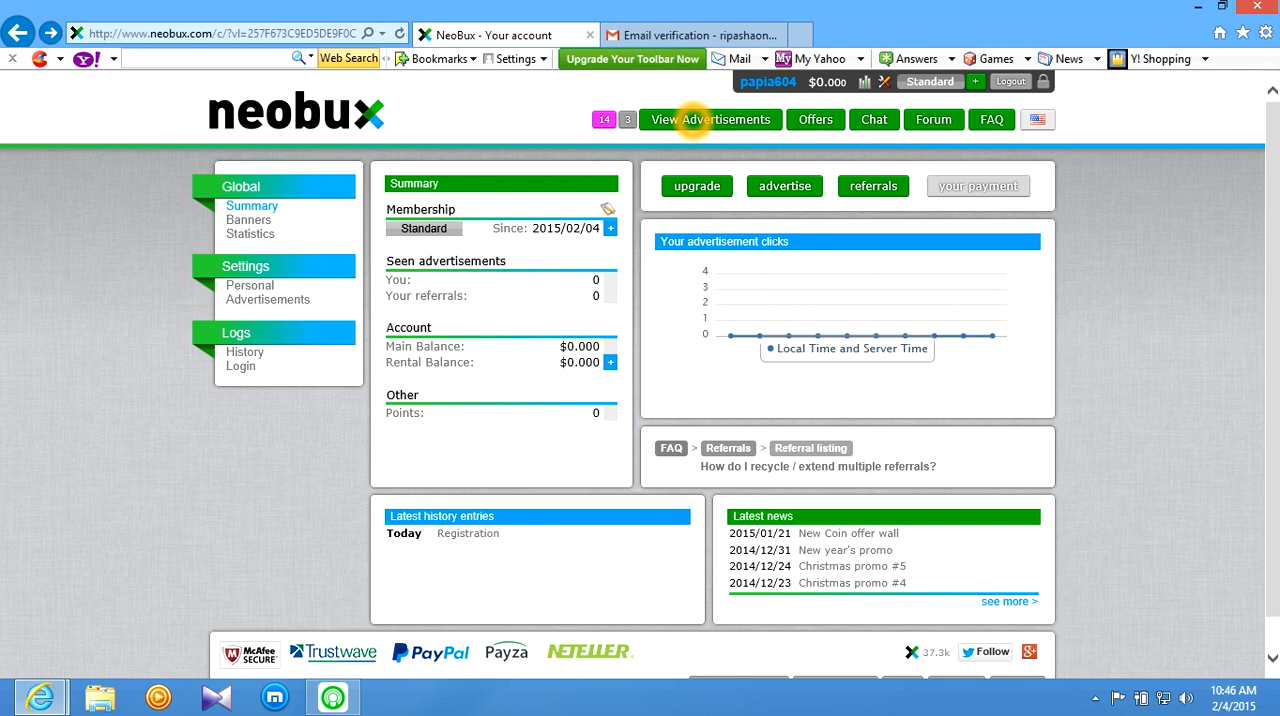 http://www.neobux.com/c/?vl=257F673C9ED5DE9F0C
NeoBux - Your account
Email verification - ripashaon...
Web Search
Bookmarks
Settings
Upgrade Your Toolbar Now
Mail
My Yahoo
Answers
Games
News
Y! Shopping
papia604 $0.000 Standard + Logout
neobux
14 3 View Advertisements Offers Chat Forum FAQ
Global
Summary
Banners
Statistics
Settings
Personal
Advertisements
Logs
History
Login
Summary
Membership
Standard Since: 2015/02/04 +
Seen advertisements
You: 0
Your referrals: 0
Account
Main Balance: $0.000
Rental Balance: $0.000 +
Other
Points: 0
upgrade advertise referrals your payment
Your advertisement clicks
4
3
2
1
0
Local Time and Server Time
FAQ > Referrals > Referral listing
How do I recycle / extend multiple referrals?
Latest history entries
Today Registration
Latest news
2015/01/21 New Coin offer wall
2014/12/31 New year's promo
2014/12/24 Christmas promo #5
2014/12/23 Christmas promo #4
see more >
McAfee SECURE
Trustwave
PayPal
Payza
NETELLER
37.3k
Follow
g+
10:46 AM
2/4/2015